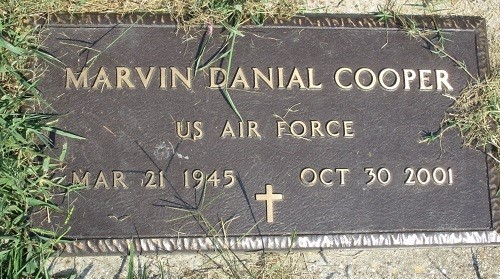 MARVIN DANIAL COOPER
US AIR FORCE
MAR 21 1945 OCT 30 2001